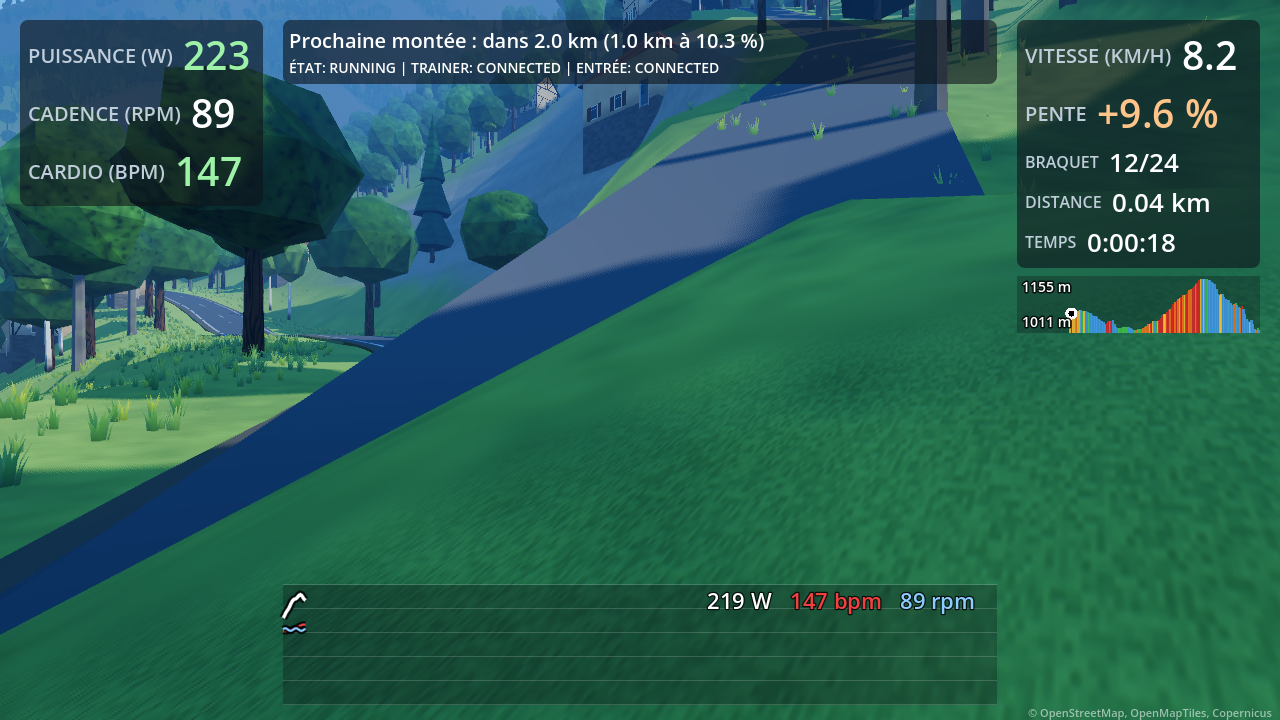 PUISSANCE (W) 223
CADENCE (RPM) 89
CARDIO (BPM) 147
Prochaine montée : dans 2.0 km (1.0 km à 10.3 %)
ÉTAT: RUNNING | TRAINER: CONNECTED | ENTRÉE: CONNECTED
VITESSE (KM/H) 8.2
PENTE +9.6 %
BRAQUET 12/24
DISTANCE 0.04 km
TEMPS 0:00:18
1155 m
1011 m
219 W 147 bpm 89 rpm
© OpenStreetMap, OpenMapTiles, Copernicus